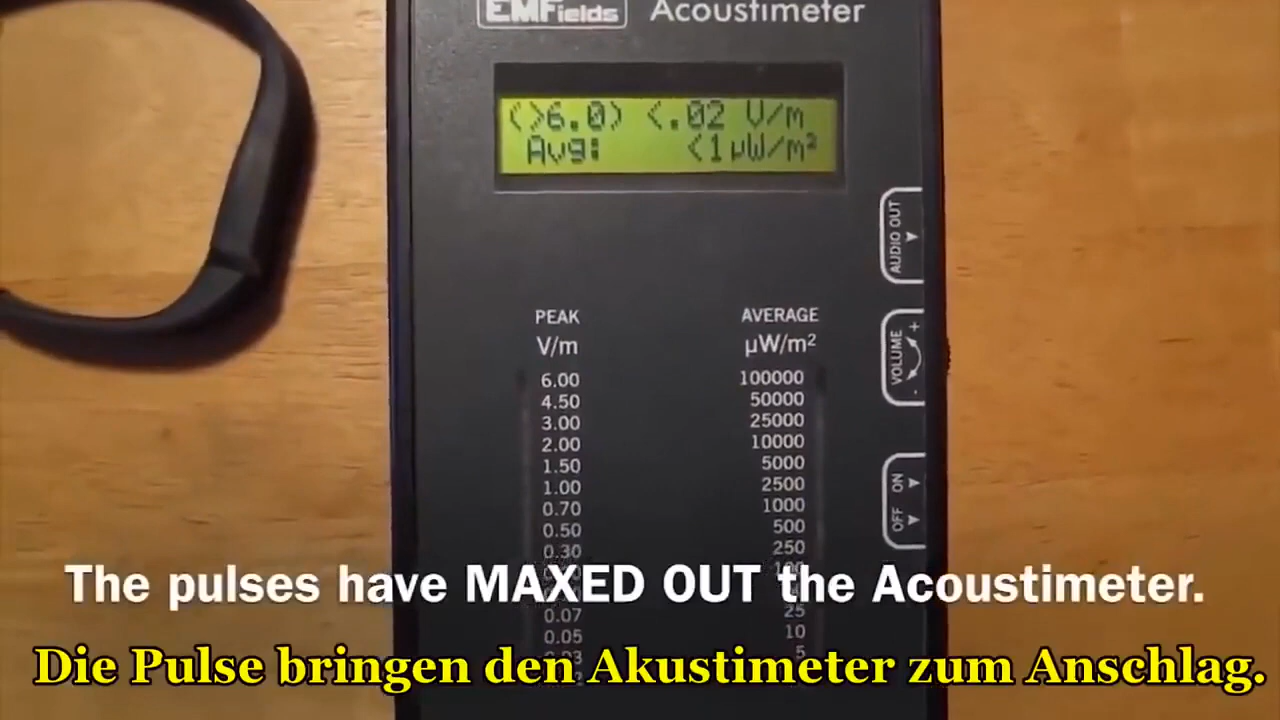 EMFields Acoustimeter
(>6.0) <.02 V/m
Avg: <1µW/m²
AUDIO OUT
VOLUME
+
-
OFF ON
PEAK AVERAGE
V/m µW/m²
6.00 100000
4.50 50000
3.00 25000
2.00 10000
1.50 5000
1.00 2500
0.70 1000
0.50 500
0.30 250
The pulses have MAXED OUT the Acoustimeter.
0.07 25
0.05 10
Die Pulse bringen den Akustimeter zum Anschlag.